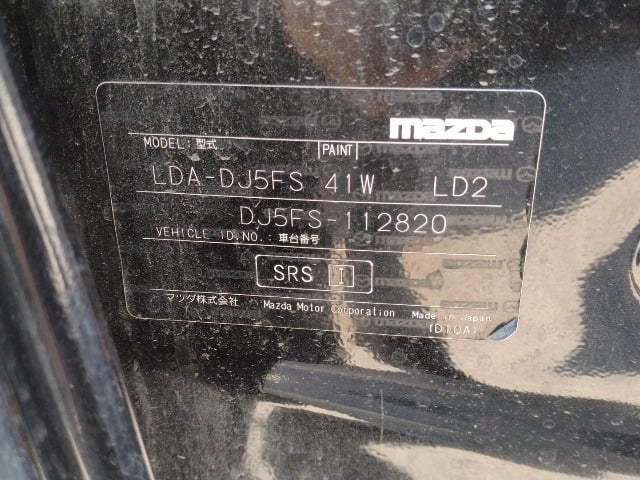 mazda
MODEL: 型式 PAINT
LDA-DJ5FS 41W LD2
DJ5FS-112820
VEHICLE ID.NO.: 車台番号
SRS I
マツダ株式会社 Mazda Motor Corporation Made in Japan
(D10A)